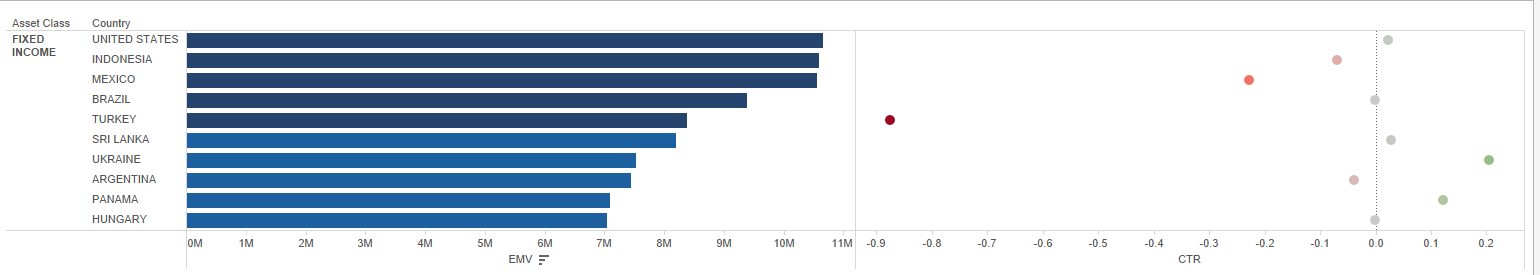 Asset Class Country
FIXED INCOME UNITED STATES
INDONESIA
MEXICO
BRAZIL
TURKEY
SRI LANKA
UKRAINE
ARGENTINA
PANAMA
HUNGARY
0M 1M 2M 3M 4M 5M 6M 7M 8M 9M 10M 11M -0.9 -0.8 -0.7 -0.6 -0.5 -0.4 -0.3 -0.2 -0.1 0.0 0.1 0.2
EMV CTR